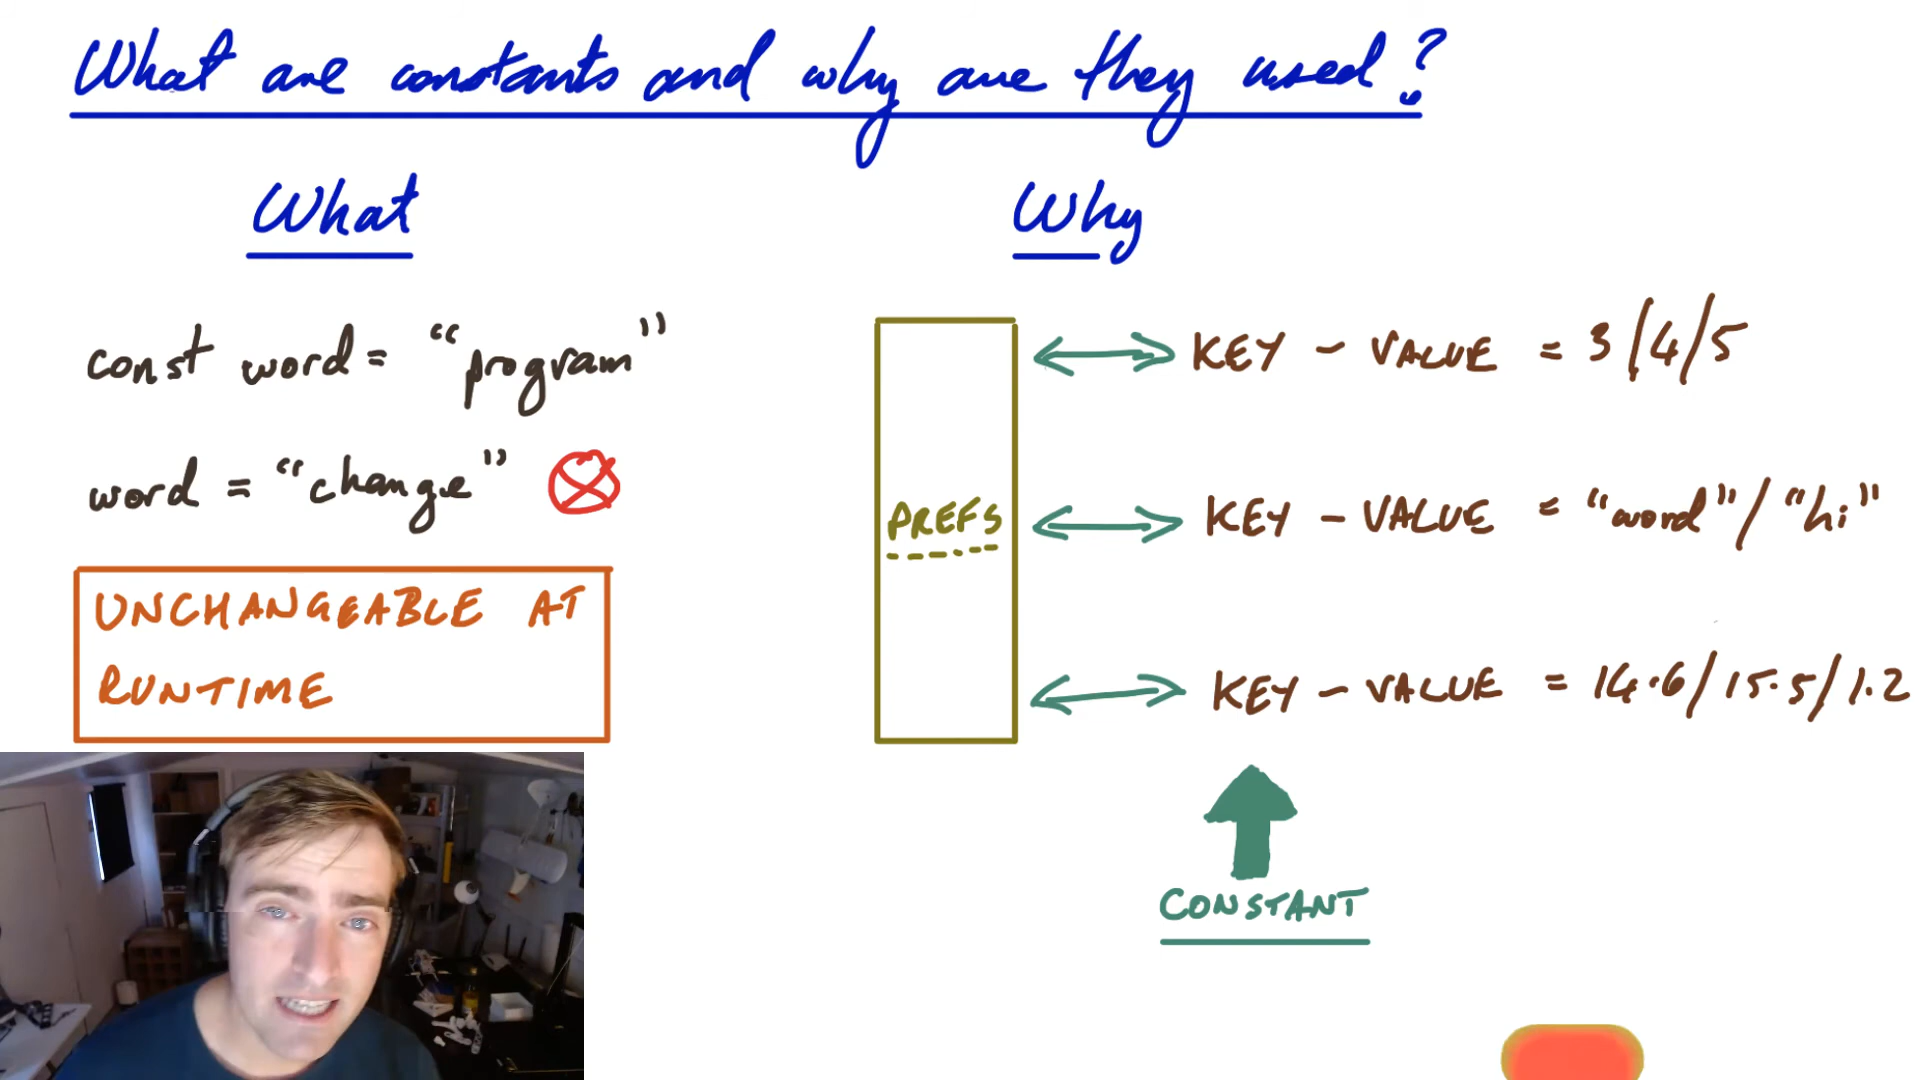 What are constants and why are they used?
What
const word = "program"
word = "change"
UNCHANGEABLE AT
RUNTIME
Why
PREFS
KEY - VALUE = 3/4/5
KEY - VALUE = "word"/"hi"
KEY - VALUE = 14.6/15.5/1.2
CONSTANT